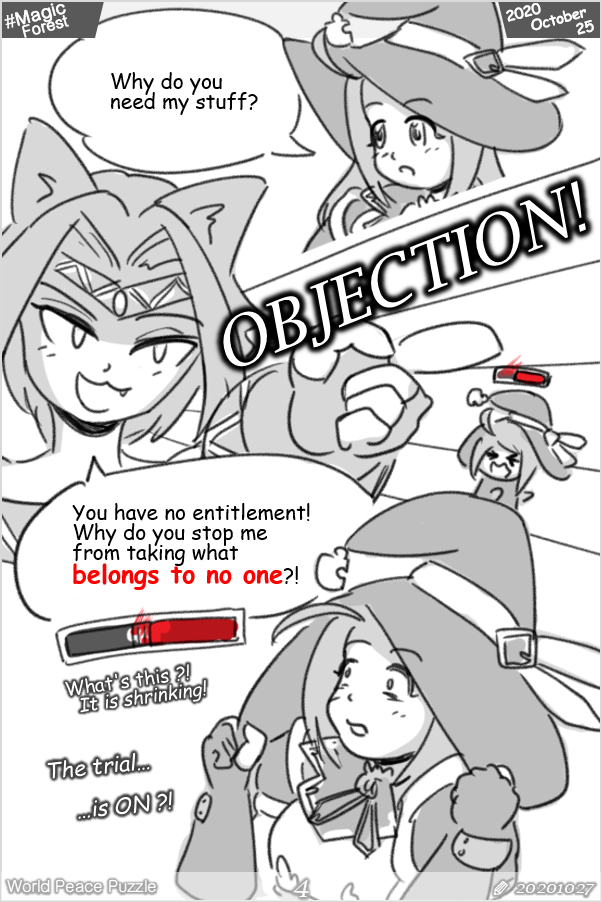 #Magic
Forest
2020
October
25
Why do you
need my stuff?
OBJECTION!
You have no entitlement!
Why do you stop me
from taking what
belongs to no one?!
What's this ?!
It is shrinking!
The trial...
...is ON ?!
World Peace Puzzle
4
20201027